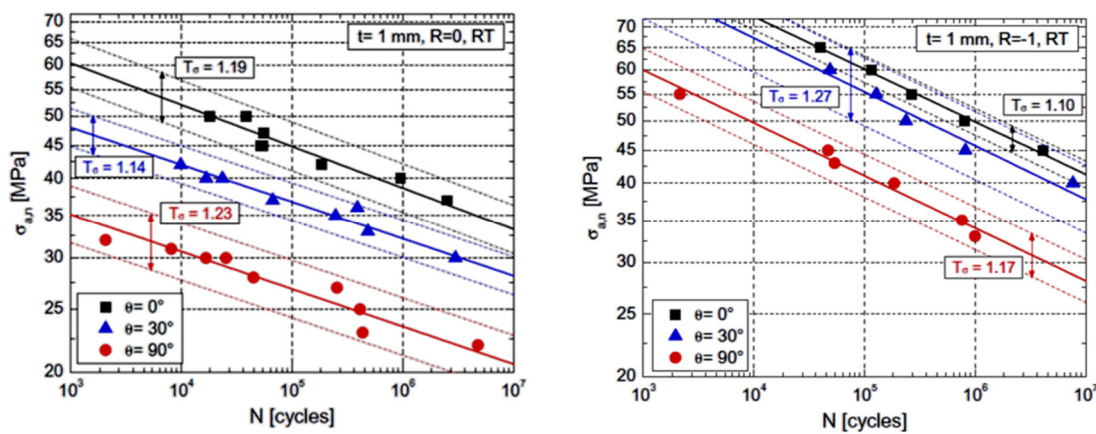 70
65
60
55
50
45
40
35
30
25
20
σa,n [MPa]
t= 1 mm, R=0, RT
Tσ = 1.19
Tσ = 1.14
Tσ = 1.23
θ= 0°
θ= 30°
θ= 90°
10³ 10⁴ 10⁵ 10⁶ 10⁷
N [cycles]
70
65
60
55
50
45
40
35
30
25
20
σa,n [MPa]
t= 1 mm, R=-1, RT
Tσ = 1.27
Tσ = 1.10
Tσ = 1.17
θ= 0°
θ= 30°
θ= 90°
10³ 10⁴ 10⁵ 10⁶ 10⁷
N [cycles]